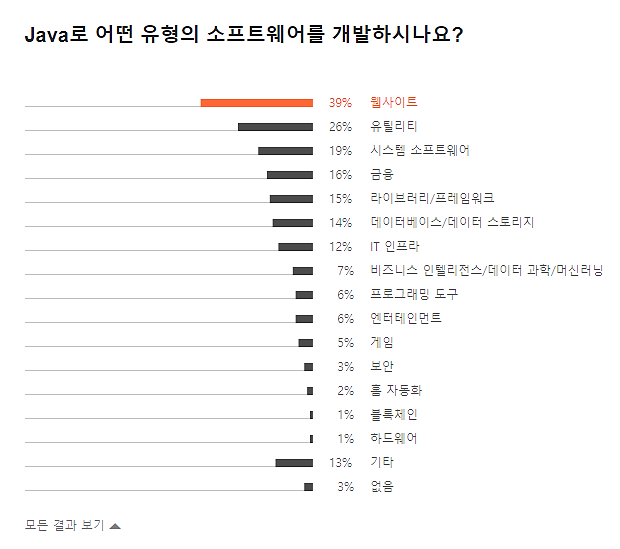 Java로 어떤 유형의 소프트웨어를 개발하시나요?
39% 웹사이트
26% 유틸리티
19% 시스템 소프트웨어
16% 금융
15% 라이브러리/프레임워크
14% 데이터베이스/데이터 스토리지
12% IT 인프라
7% 비즈니스 인텔리전스/데이터 과학/머신러닝
6% 프로그래밍 도구
6% 엔터테인먼트
5% 게임
3% 보안
2% 홈 자동화
1% 블록체인
1% 하드웨어
13% 기타
3% 없음
모든 결과 보기